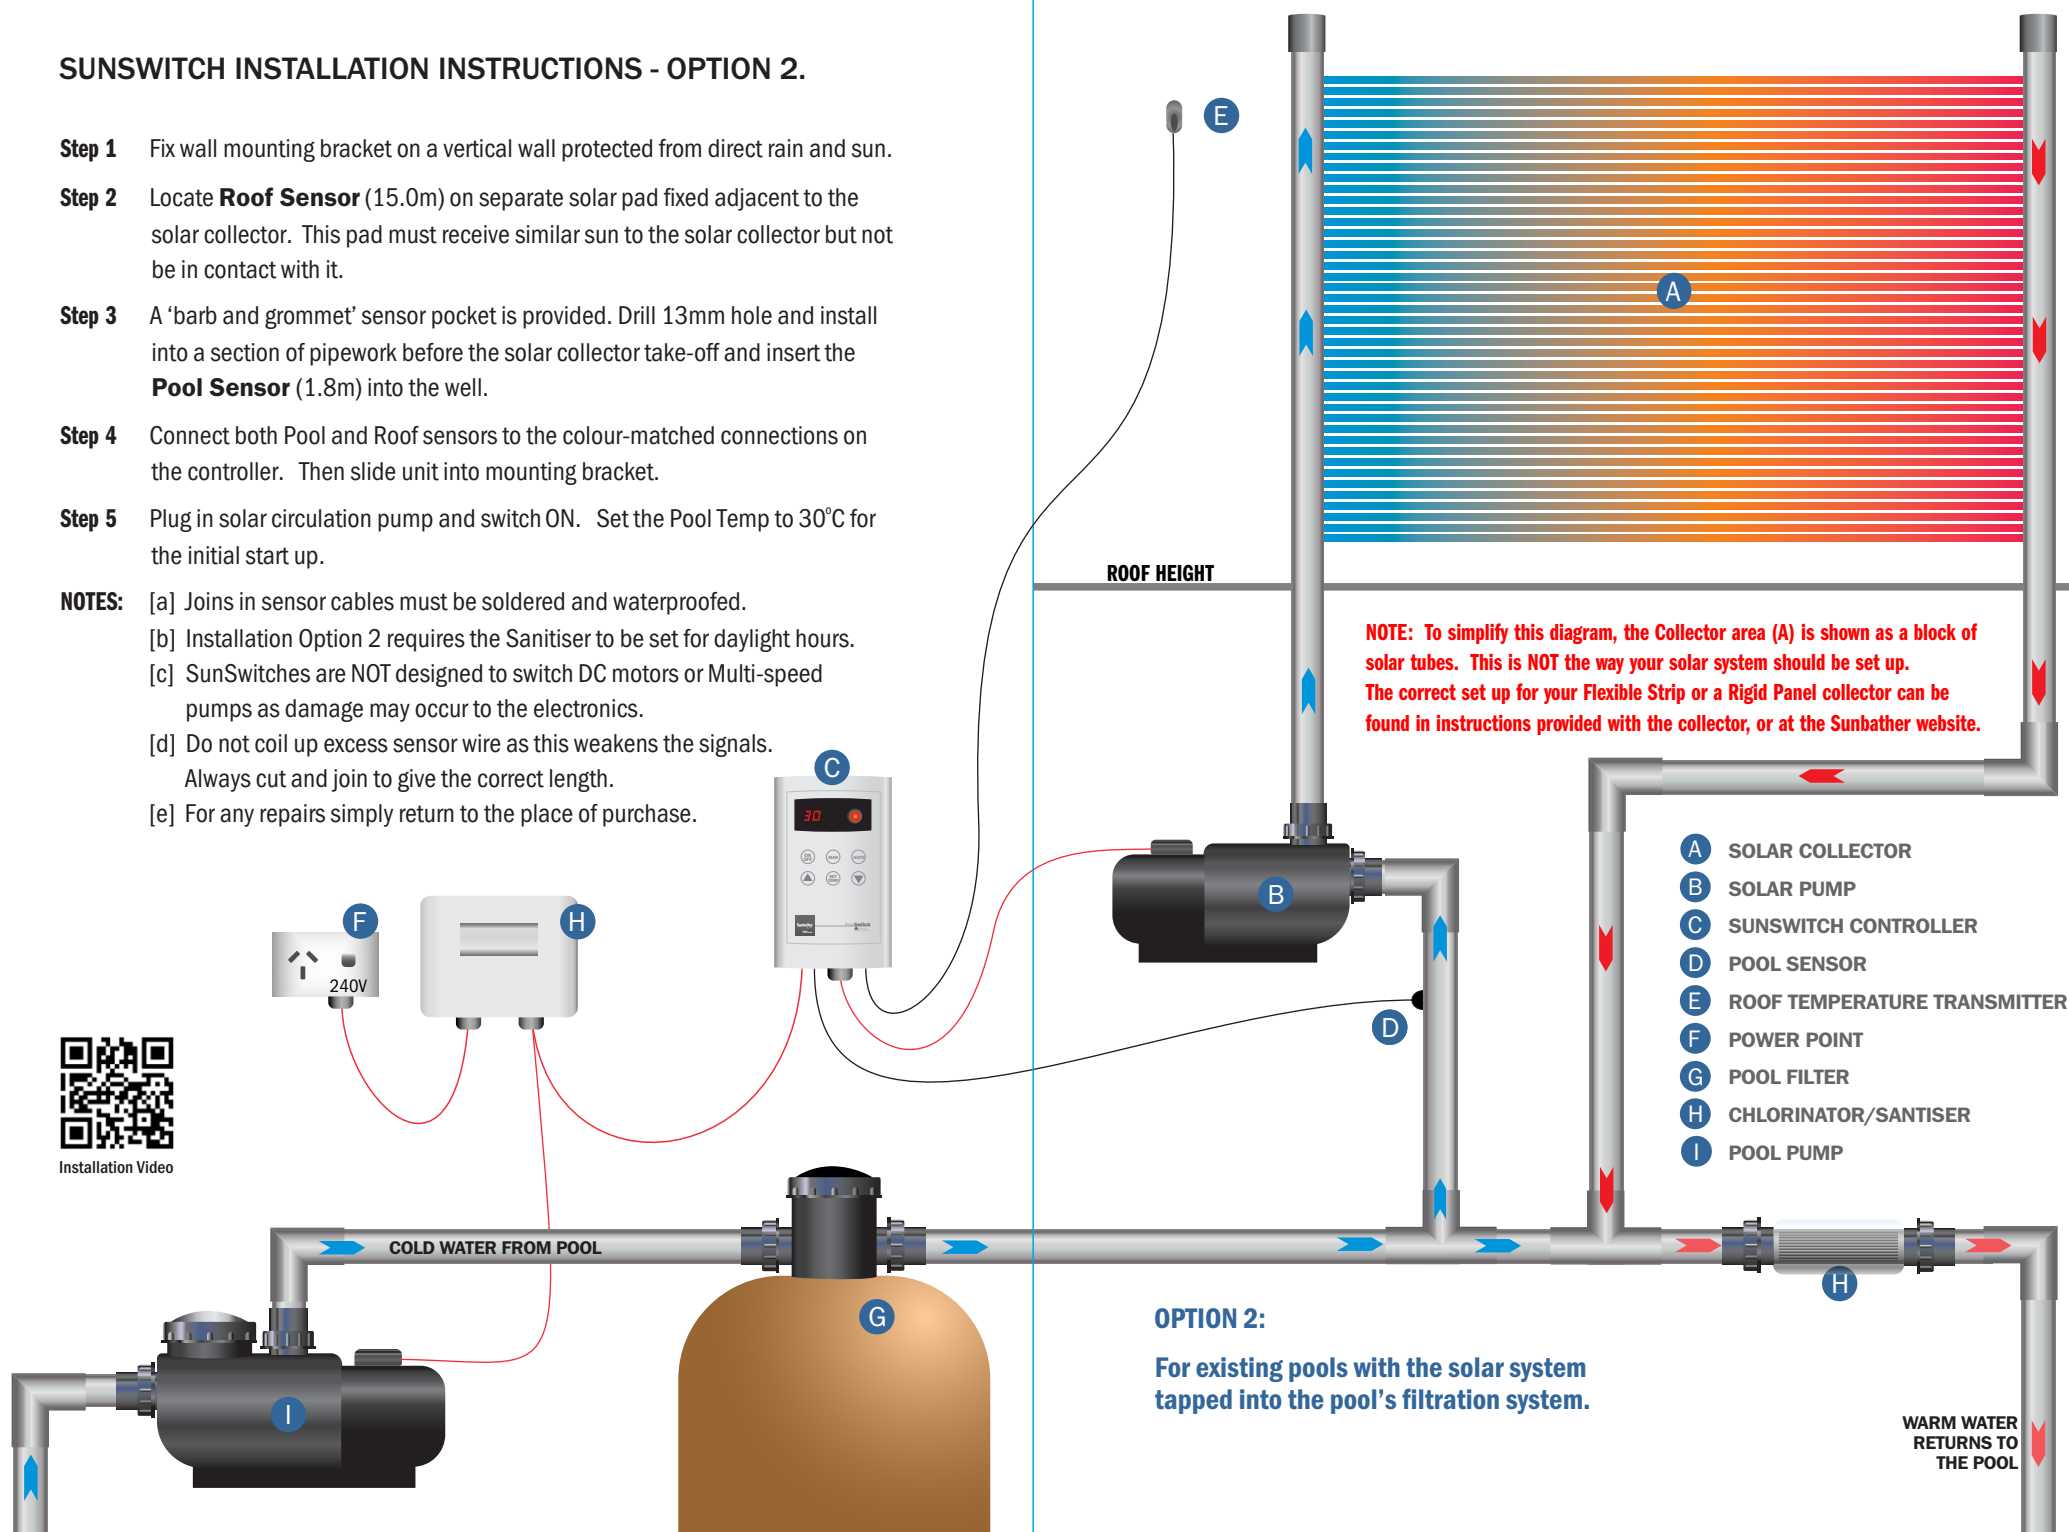 SUNSWITCH INSTALLATION INSTRUCTIONS - OPTION 2.
Step 1 Fix wall mounting bracket on a vertical wall protected from direct rain and sun.
Step 2 Locate Roof Sensor (15.0m) on separate solar pad fixed adjacent to the
solar collector. This pad must receive similar sun to the solar collector but not
be in contact with it.
Step 3 A ‘barb and grommet’ sensor pocket is provided. Drill 13mm hole and install
into a section of pipework before the solar collector take-off and insert the
Pool Sensor (1.8m) into the well.
Step 4 Connect both Pool and Roof sensors to the colour-matched connections on
the controller. Then slide unit into mounting bracket.
Step 5 Plug in solar circulation pump and switch ON. Set the Pool Temp to 30°C for
the initial start up.
NOTES: [a] Joins in sensor cables must be soldered and waterproofed.
[b] Installation Option 2 requires the Sanitiser to be set for daylight hours.
[c] SunSwitches are NOT designed to switch DC motors or Multi-speed
pumps as damage may occur to the electronics.
[d] Do not coil up excess sensor wire as this weakens the signals.
Always cut and join to give the correct length.
[e] For any repairs simply return to the place of purchase.
C
30
ON OFF
MAN
AUTO
SET TEMP
F
240V
H
Installation Video
COLD WATER FROM POOL
G
I
E
A
ROOF HEIGHT
NOTE: To simplify this diagram, the Collector area (A) is shown as a block of
solar tubes. This is NOT the way your solar system should be set up.
The correct set up for your Flexible Strip or a Rigid Panel collector can be
found in instructions provided with the collector, or at the Sunbather website.
B
D
A SOLAR COLLECTOR
B SOLAR PUMP
C SUNSWITCH CONTROLLER
D POOL SENSOR
E ROOF TEMPERATURE TRANSMITTER
F POWER POINT
G POOL FILTER
H CHLORINATOR/SANTISER
I POOL PUMP
H
OPTION 2:
For existing pools with the solar system
tapped into the pool’s filtration system.
WARM WATER
RETURNS TO
THE POOL